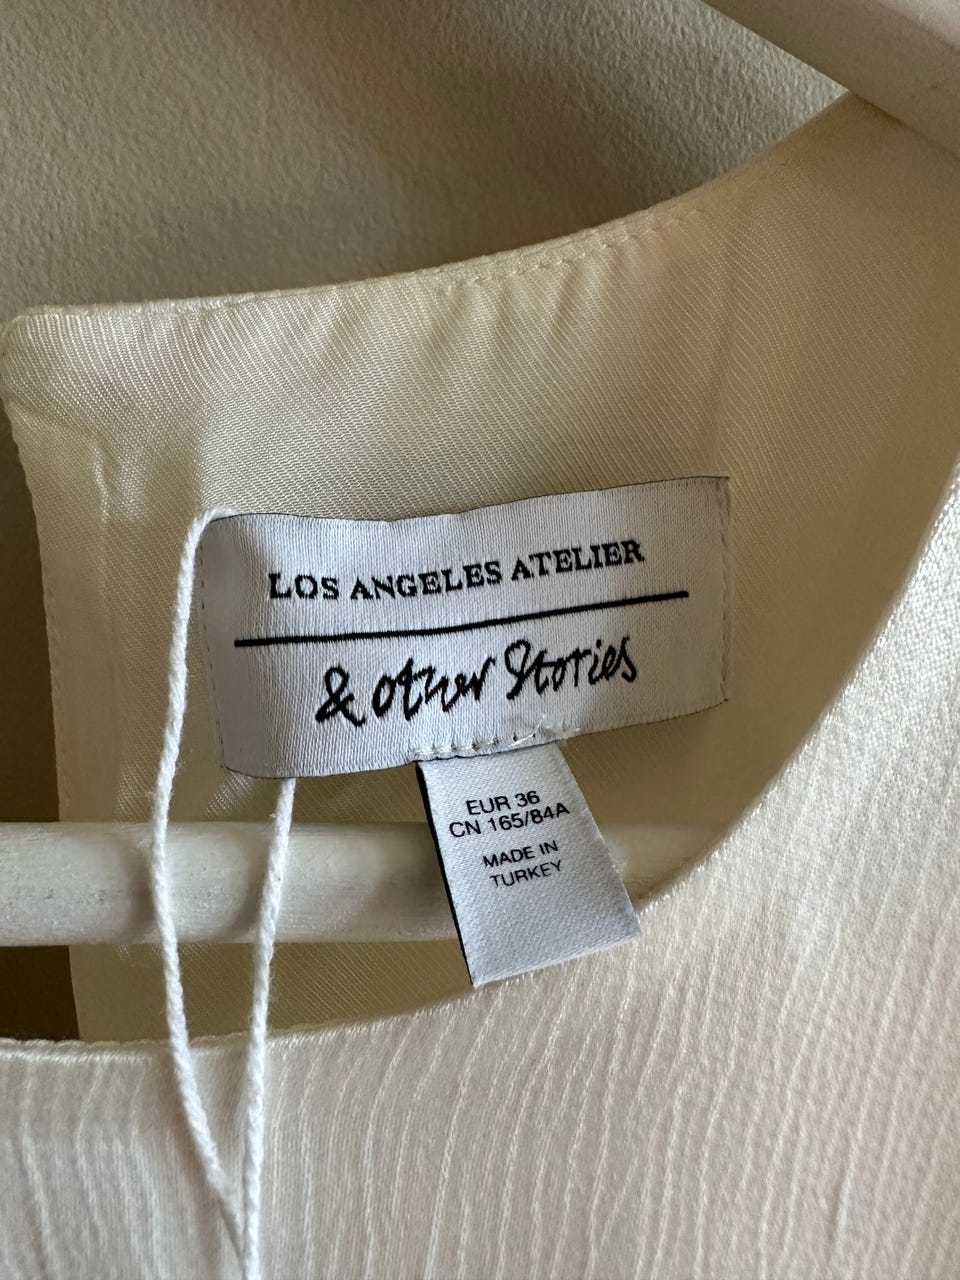 LOS ANGELES ATELIER
& other Stories
EUR 36
CN 165/84A
MADE IN
TURKEY